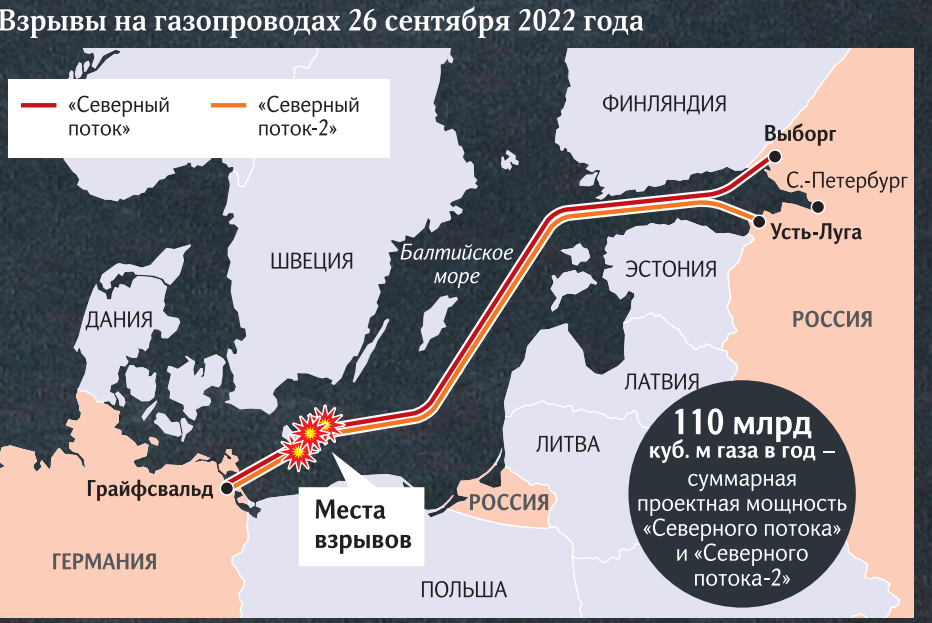 Взрывы на газопроводах 26 сентября 2022 года
«Северный
поток»
«Северный
поток-2»
ФИНЛЯНДИЯ
Выборг
С.-Петербург
Усть-Луга
Балтийское
море
ШВЕЦИЯ
ЭСТОНИЯ
ДАНИЯ
РОССИЯ
ЛАТВИЯ
110 млрд
куб. м газа в год –
суммарная
проектная мощность
«Северного потока»
и «Северного
потока-2»
ЛИТВА
Грайфсвальд
РОССИЯ
Места
взрывов
ГЕРМАНИЯ
ПОЛЬША